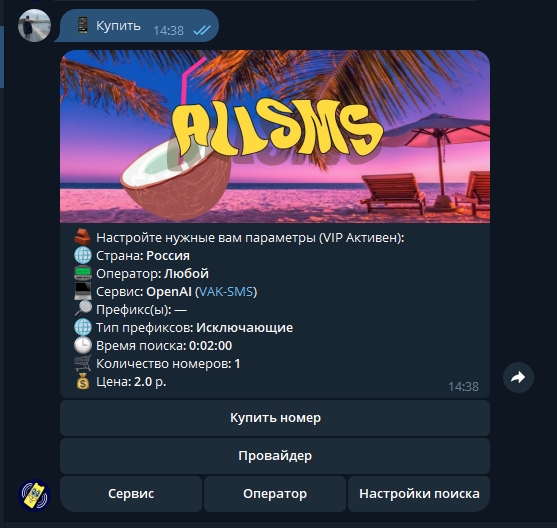 Купить
14:38
AllSMS
Настройте нужные вам параметры (VIP Активен):
Страна: Россия
Оператор: Любой
Сервис: OpenAI (VAK-SMS)
Префикс(ы): —
Тип префиксов: Исключающие
Время поиска: 0:02:00
Количество номеров: 1
Цена: 2.0 р.
14:38
Купить номер
Провайдер
Сервис
Оператор
Настройки поиска